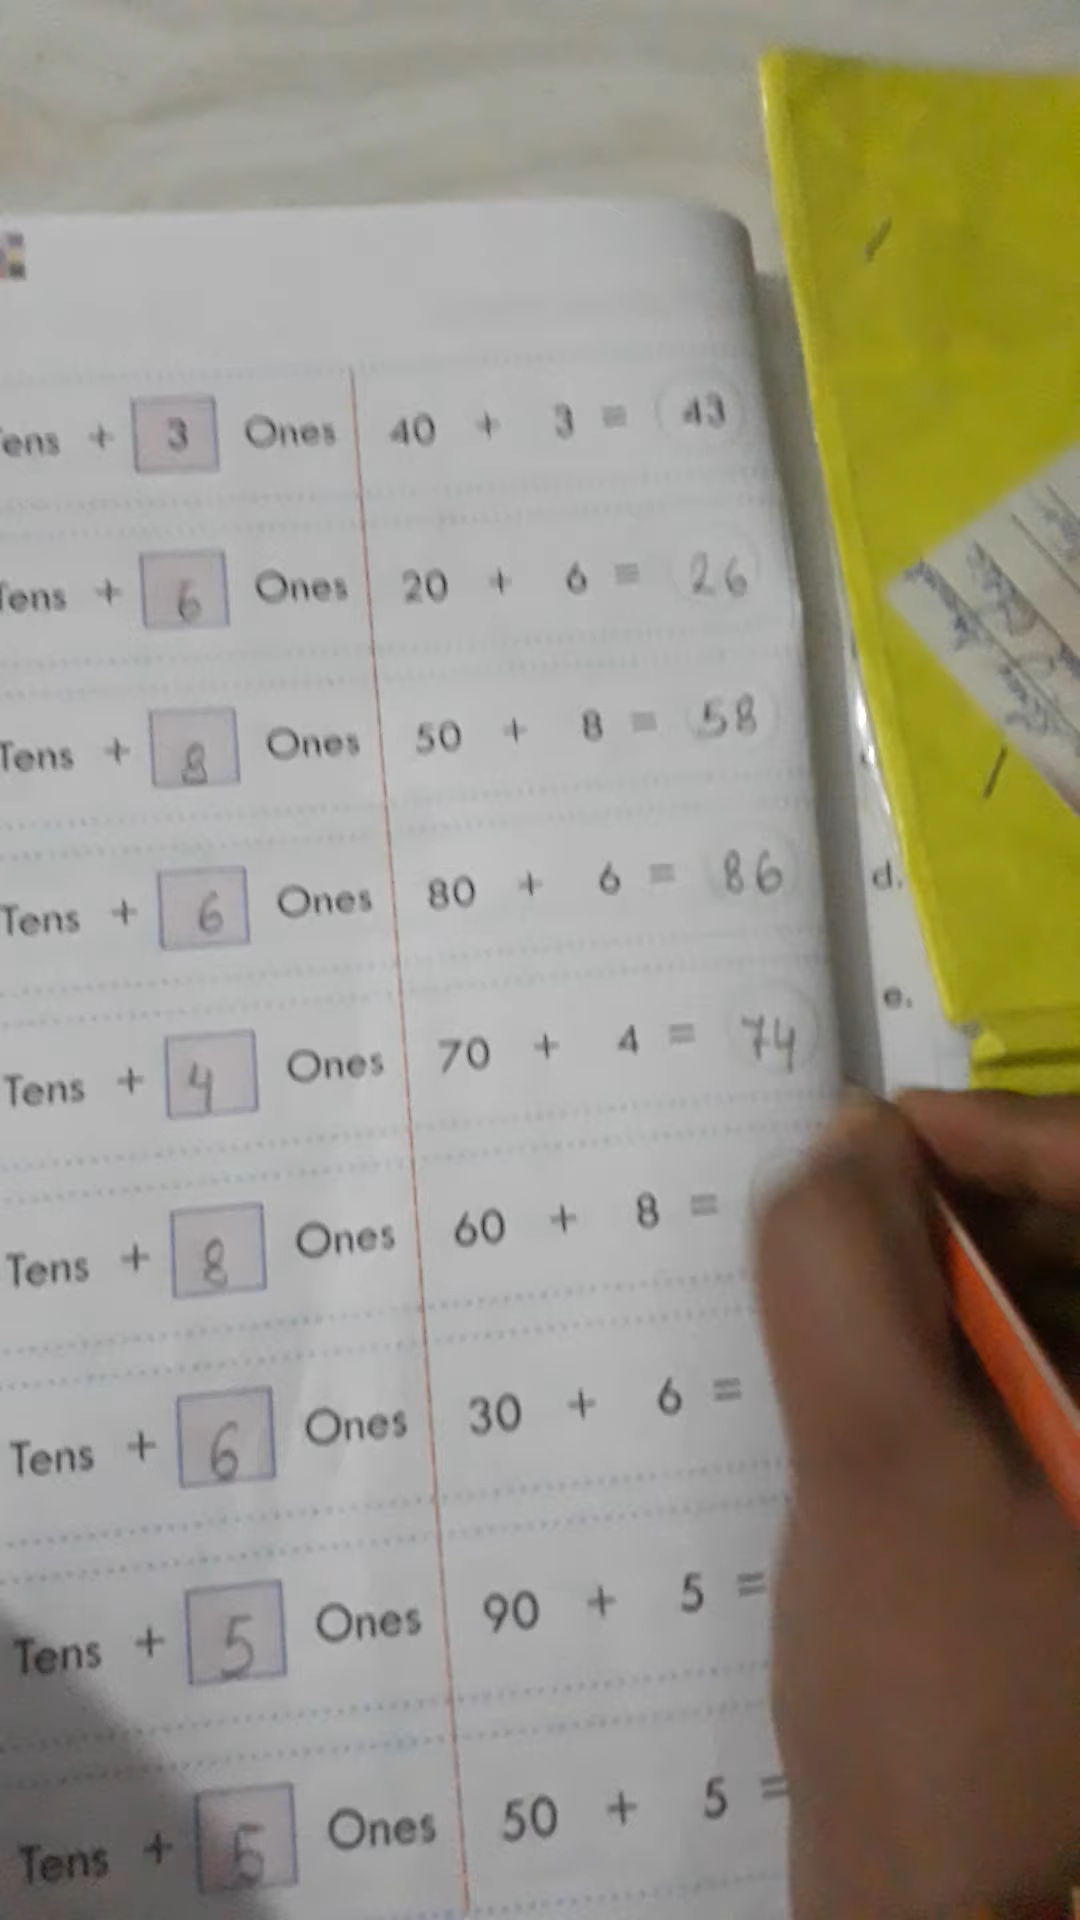 ens + 3 Ones 40 + 3 = 43
Tens + 6 Ones 20 + 6 = 26
Tens + 8 Ones 50 + 8 = 58
Tens + 6 Ones 80 + 6 = 86
d.
e.
Tens + 4 Ones 70 + 4 = 74
Tens + 8 Ones 60 + 8 =
Tens + 6 Ones 30 + 6 =
Tens + 5 Ones 90 + 5 =
Tens + 5 Ones 50 + 5 =